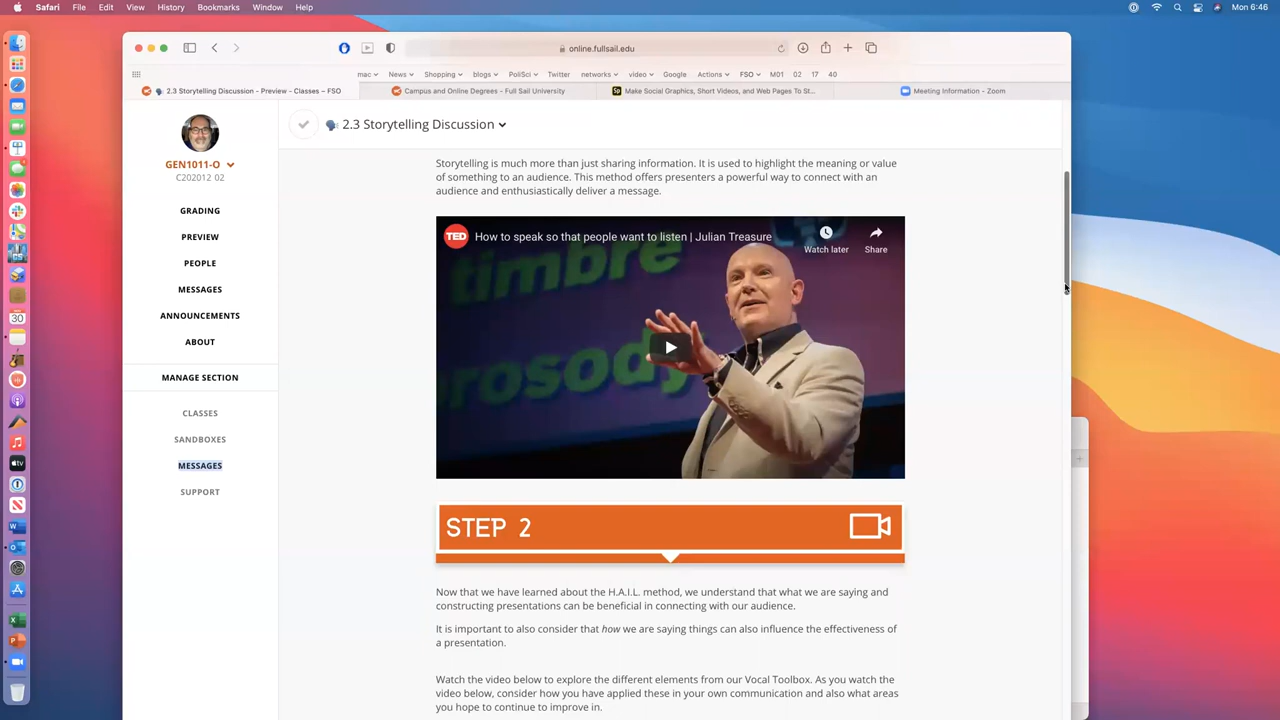 Safari File Edit View History Bookmarks Window Help
Mon 6:46
online.fullsail.edu
mac News Shopping blogs PoliSci Twitter networks video Google Actions FSO M01 02 17 40
2.3 Storytelling Discussion - Preview - Classes – FSO
Campus and Online Degrees - Full Sail University
Sp Make Social Graphics, Short Videos, and Web Pages To St...
Meeting Information - Zoom
2.3 Storytelling Discussion
GEN1011-O
C202012 02
GRADING
PREVIEW
PEOPLE
MESSAGES
ANNOUNCEMENTS
ABOUT
MANAGE SECTION
CLASSES
SANDBOXES
MESSAGES
SUPPORT
Storytelling is much more than just sharing information. It is used to highlight the meaning or value
of something to an audience. This method offers presenters a powerful way to connect with an
audience and enthusiastically deliver a message.
TED How to speak so that people want to listen | Julian Treasure
Watch later Share
timbre
prosody
STEP 2
Now that we have learned about the H.A.I.L. method, we understand that what we are saying and
constructing presentations can be beneficial in connecting with our audience.
It is important to also consider that how we are saying things can also influence the effectiveness of
a presentation.
Watch the video below to explore the different elements from our Vocal Toolbox. As you watch the
video below, consider how you have applied these in your own communication and also what areas
you hope to continue to improve in.
30
tv